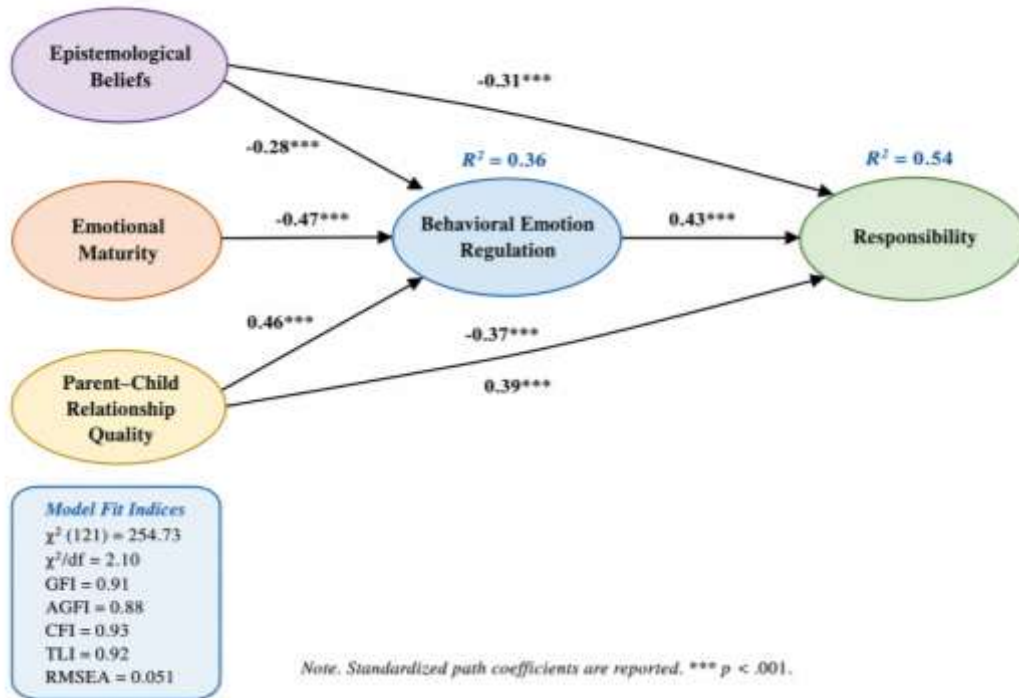 Epistemological
Beliefs
-0.31***
-0.28***
R² = 0.36
R² = 0.54
Emotional
Maturity
-0.47***
Behavioral Emotion
Regulation
0.43***
Responsibility
0.46***
-0.37***
0.39***
Parent–Child
Relationship
Quality
Model Fit Indices
χ² (121) = 254.73
χ²/df = 2.10
GFI = 0.91
AGFI = 0.88
CFI = 0.93
TLI = 0.92
RMSEA = 0.051
Note. Standardized path coefficients are reported. *** p < .001.